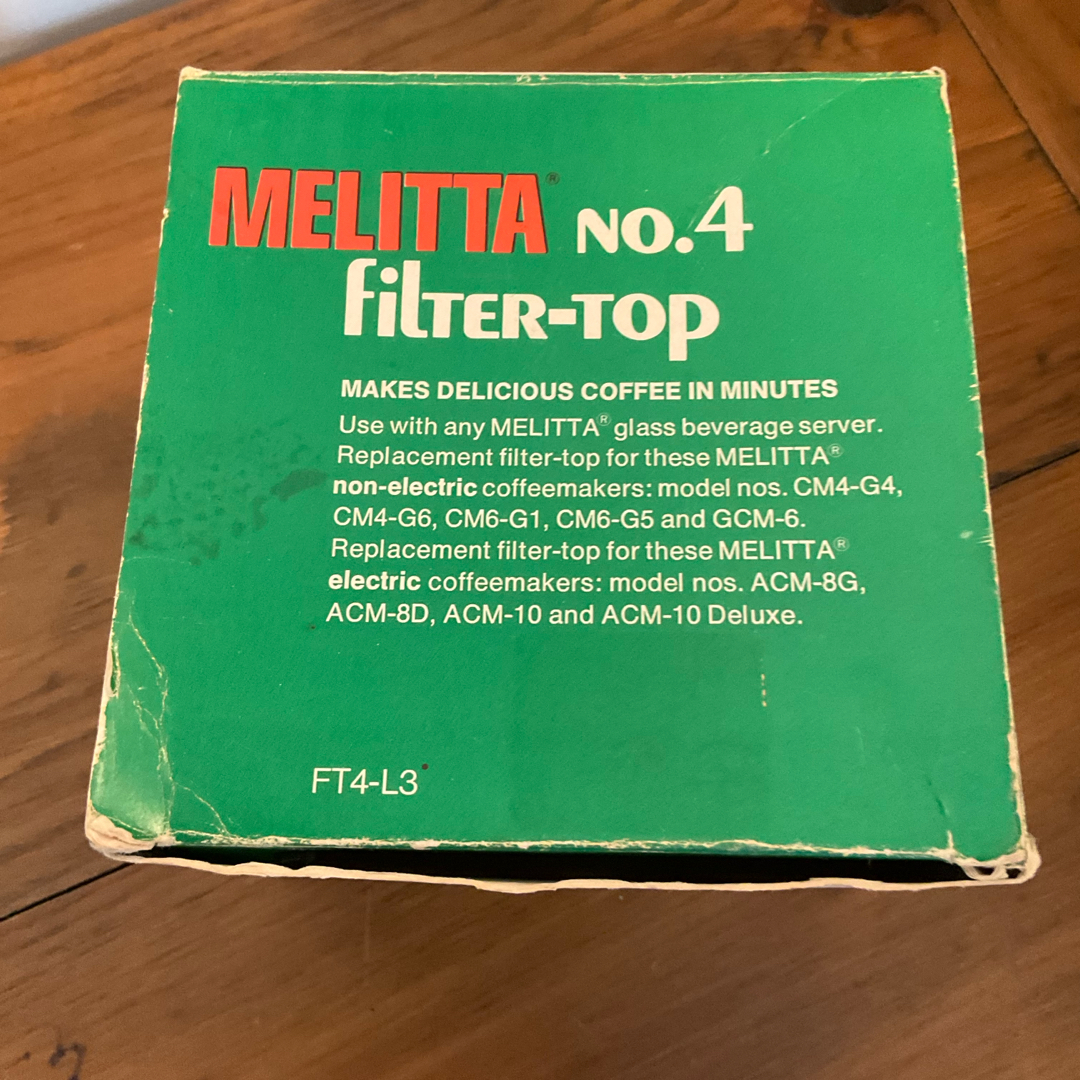 MELITTA® NO.4
filTER-TOP
MAKES DELICIOUS COFFEE IN MINUTES
Use with any MELITTA® glass beverage server.
Replacement filter-top for these MELITTA®
non-electric coffeemakers: model nos. CM4-G4,
CM4-G6, CM6-G1, CM6-G5 and GCM-6.
Replacement filter-top for these MELITTA®
electric coffeemakers: model nos. ACM-8G,
ACM-8D, ACM-10 and ACM-10 Deluxe.
FT4-L3